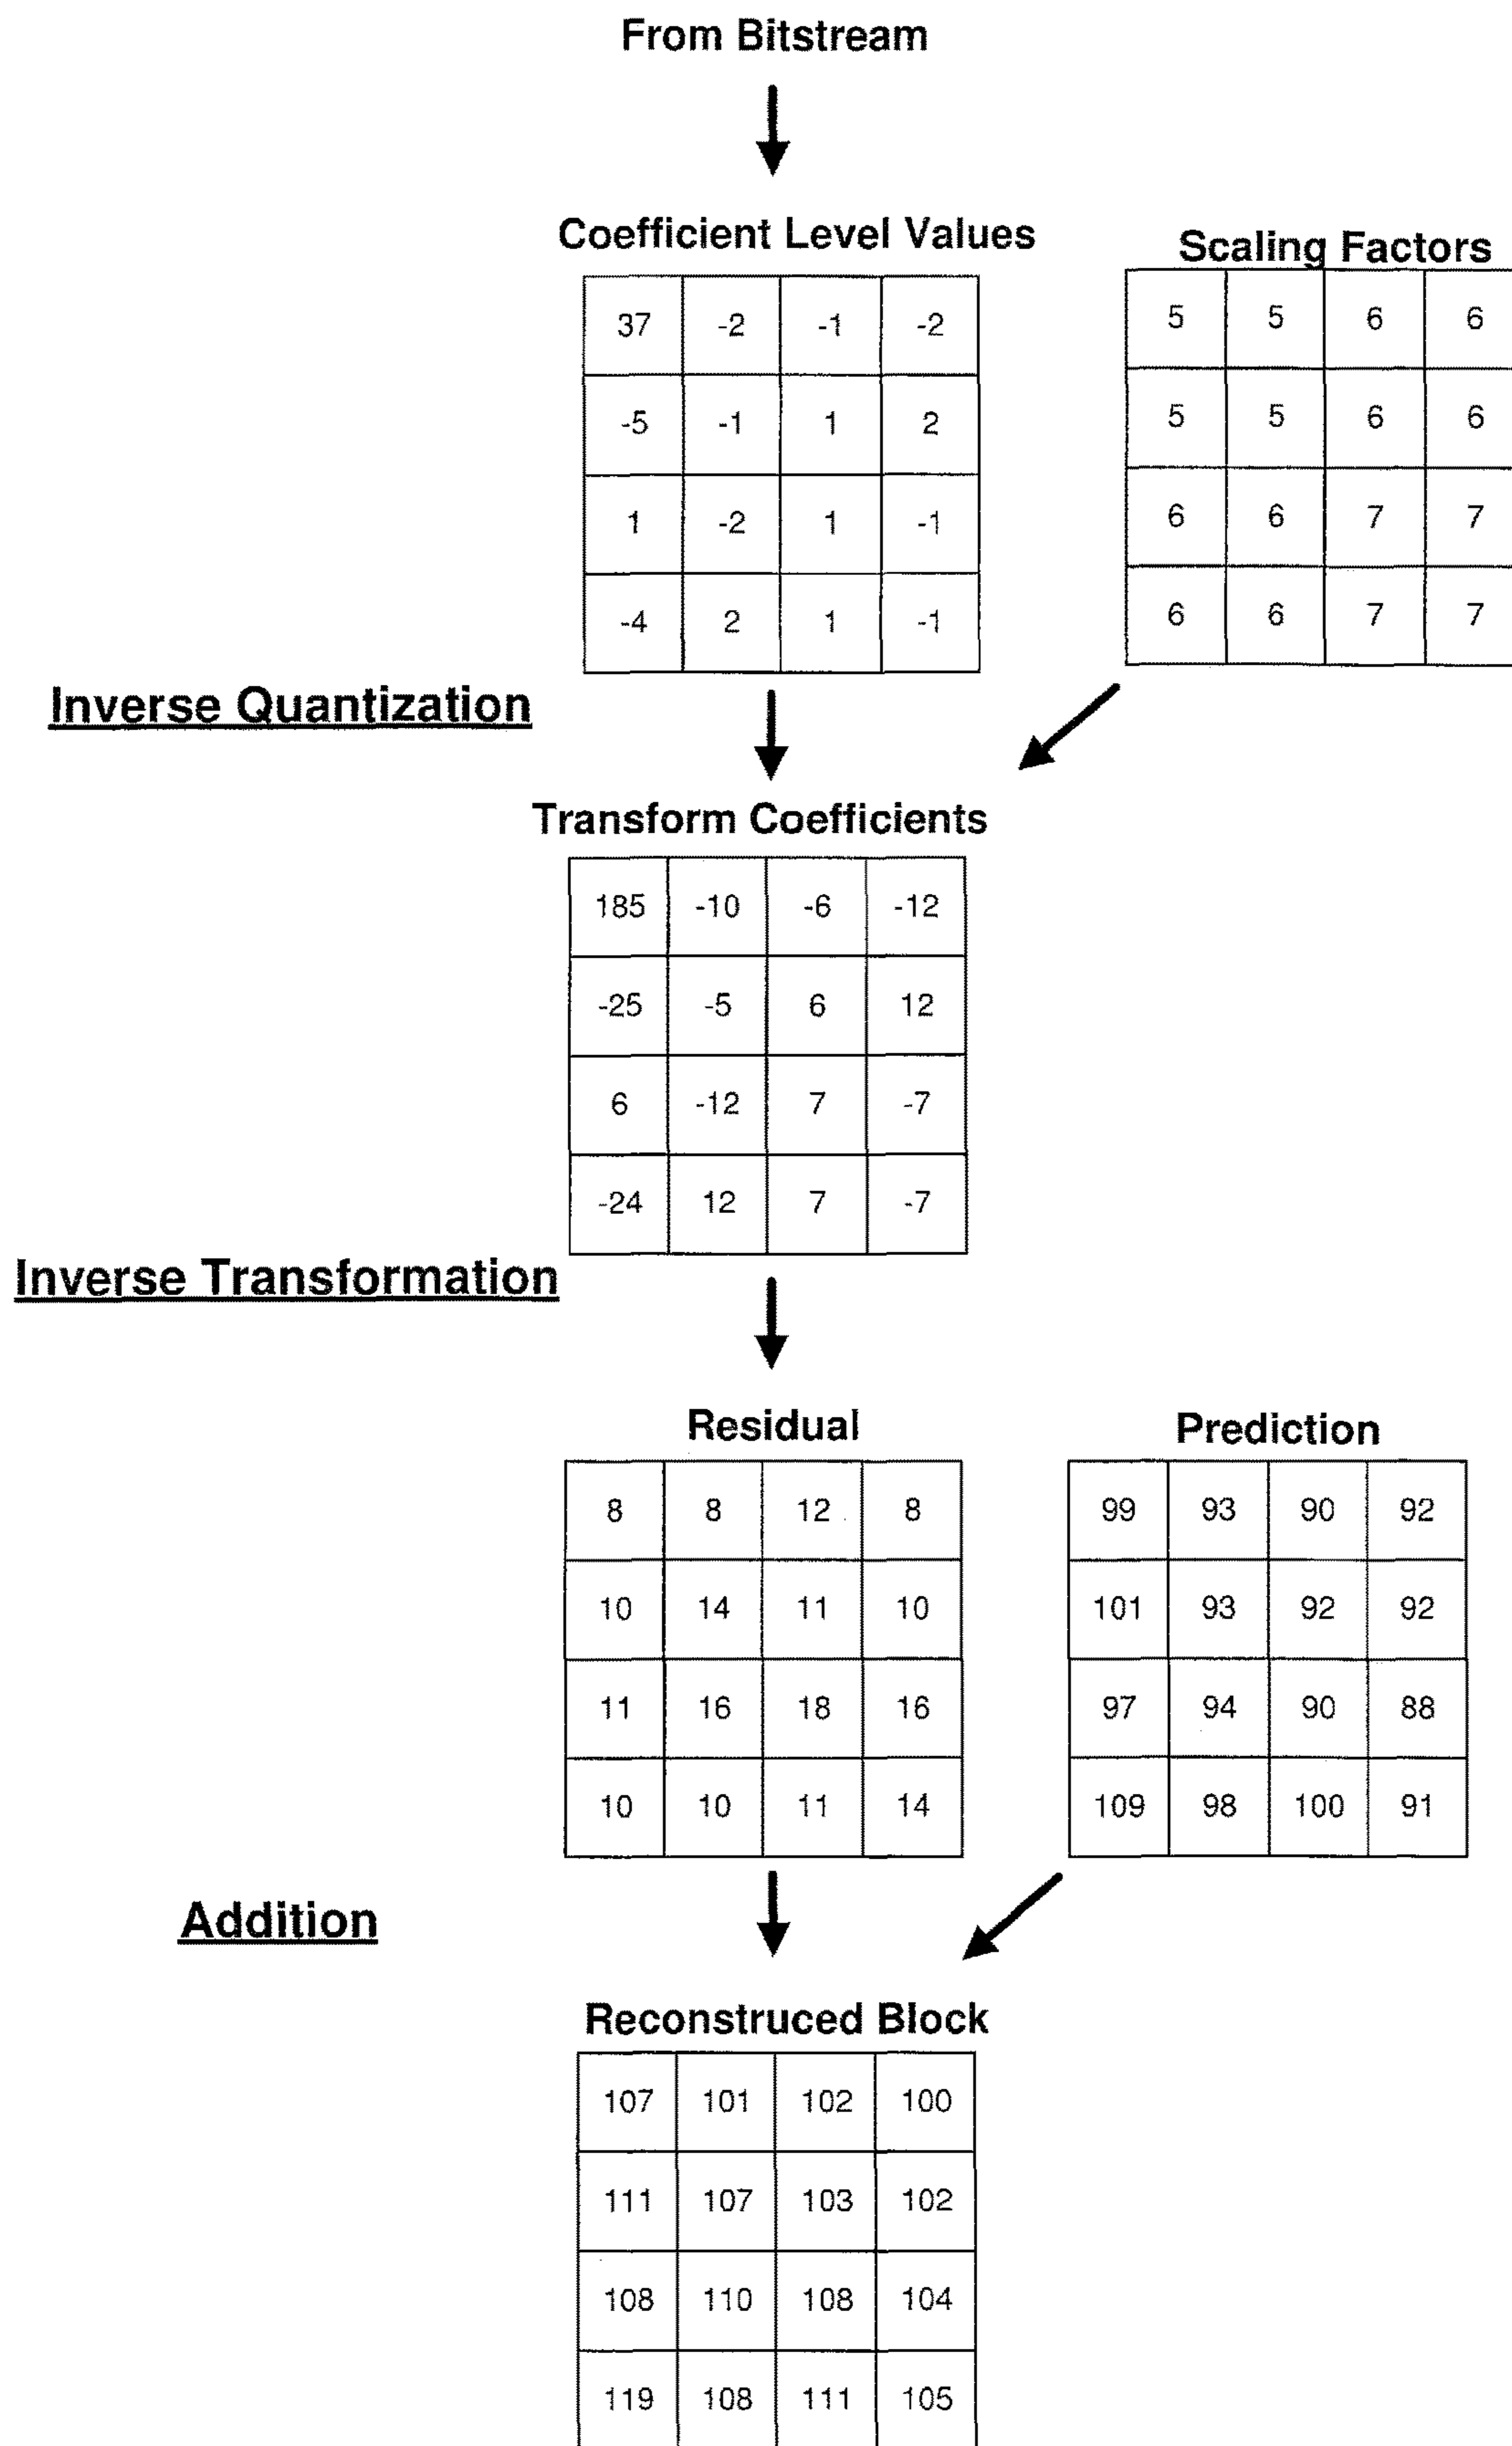 From Bitstream
Coefficient Level Values
37 -2 -1 -2
-5 -1 1 2
1 -2 1 -1
-4 2 1 -1
Scaling Factors
5 5 6 6
5 5 6 6
6 6 7 7
6 6 7 7
Inverse Quantization
Transform Coefficients
185 -10 -6 -12
-25 -5 6 12
6 -12 7 -7
-24 12 7 -7
Inverse Transformation
Residual
8 8 12 8
10 14 11 10
11 16 18 16
10 10 11 14
Prediction
99 93 90 92
101 93 92 92
97 94 90 88
109 98 100 91
Addition
Reconstruced Block
107 101 102 100
111 107 103 102
108 110 108 104
119 108 111 105